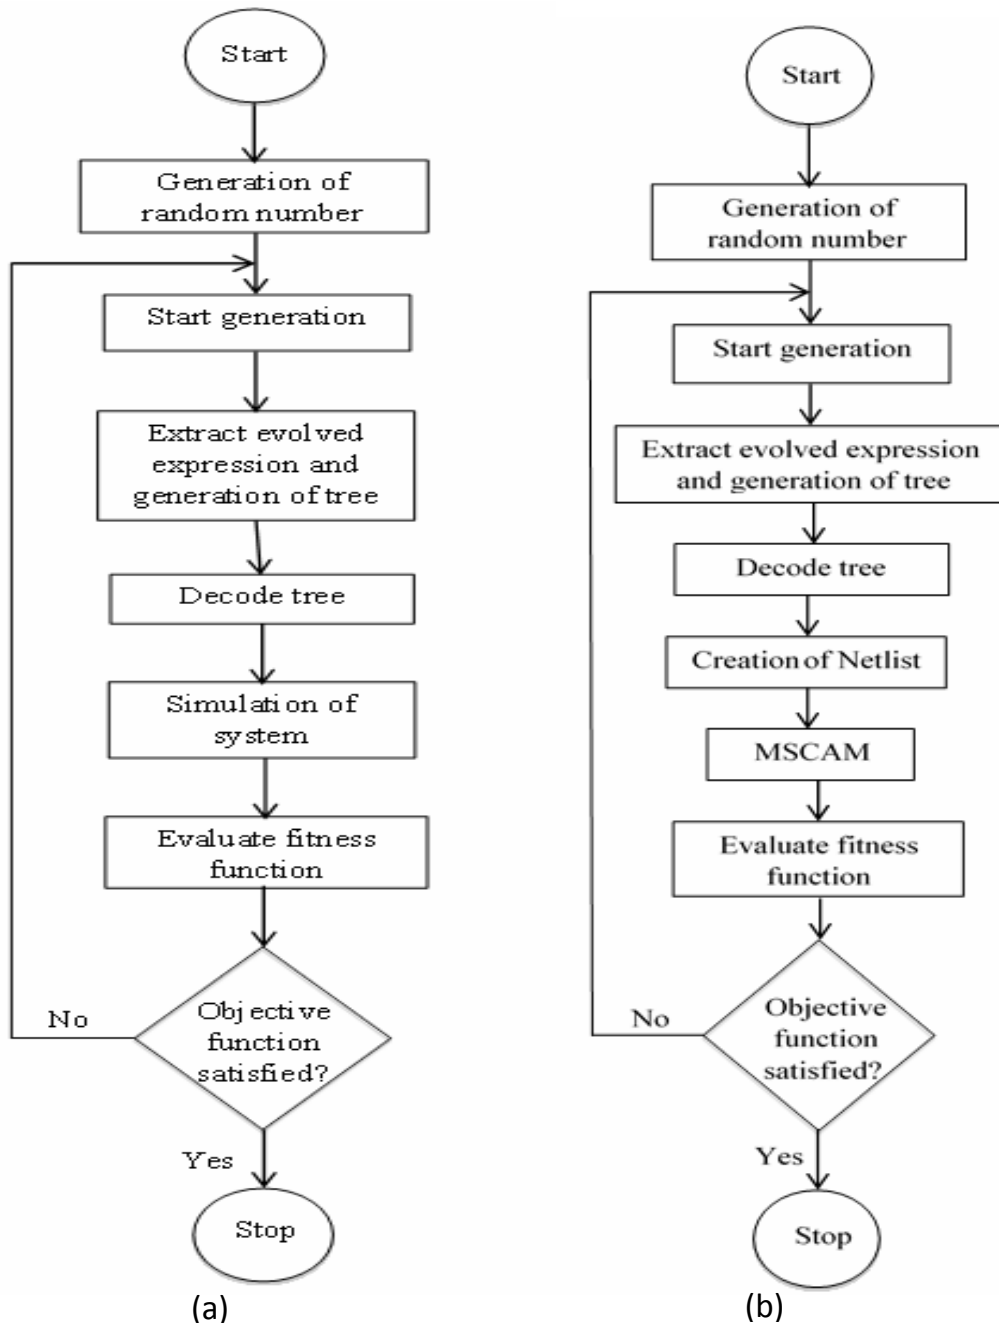 Start
Generation of
random number
Start generation
Extract evolved
expression and
generation of tree
Decode tree
Simulation of
system
Evaluate fitness
function
Objective
function
satisfied?
No
Yes
Stop
(a)
Start
Generation of
random number
Start generation
Extract evolved expression
and generation of tree
Decode tree
Creation of Netlist
MSCAM
Evaluate fitness
function
Objective
function
satisfied?
No
Yes
Stop
(b)